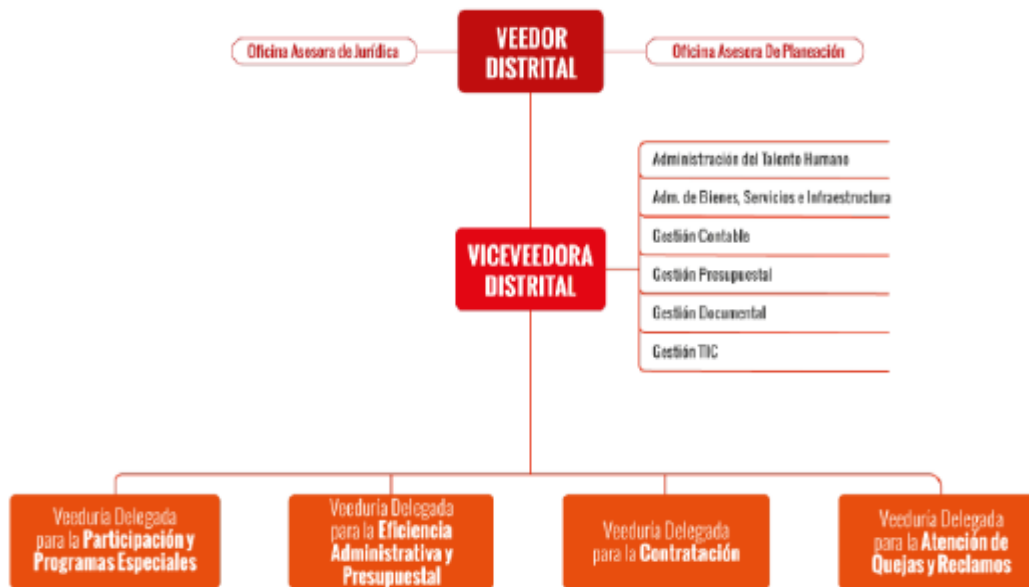 Oficina Asesora de Jurídica
VEEDOR
DISTRITAL
Oficina Asesora De Planeación
Administración del Talento Humano
Adm. de Bienes, Servicios e Infraestructura
Gestión Contable
VICEVEEDORA
DISTRITAL
Gestión Presupuestal
Gestión Documental
Gestión TIC
Veeduría Delegada
para la Participación y
Programas Especiales
Veeduría Delegada
para la Eficiencia
Administrativa y
Presupuestal
Veeduría Delegada
para la Contratación
Veeduría Delegada
para la Atención de
Quejas y Reclamos